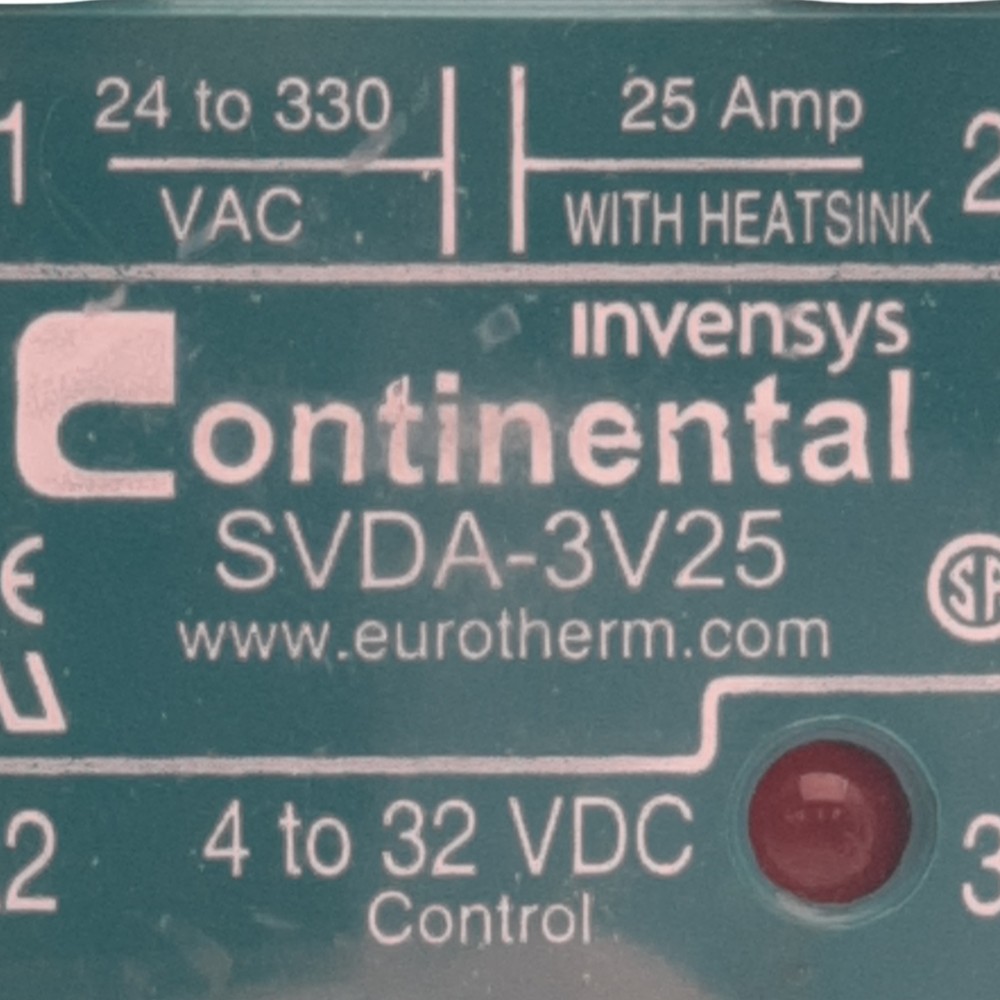 1 24 to 330 25 Amp 2
VAC WITH HEATSINK
invensys
Continental
SVDA-3V25
www.eurotherm.com
4 to 32 VDC
2 Control 3